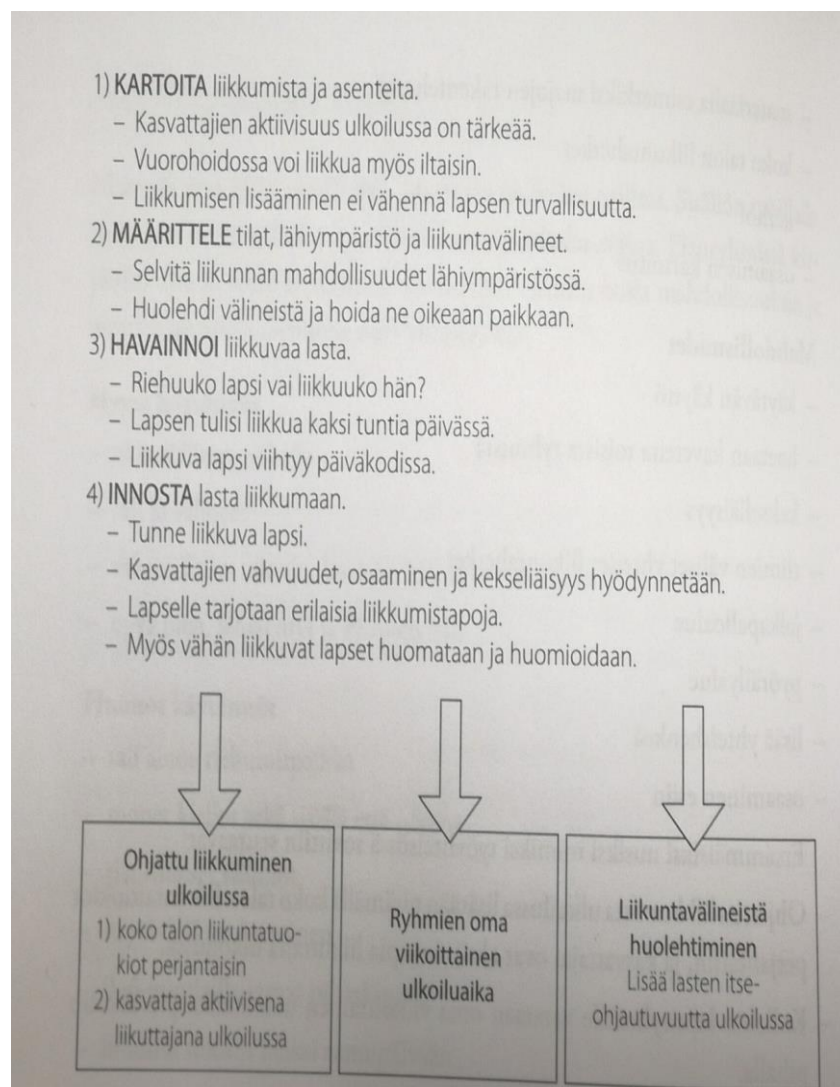 1) KARTOITA liikkumista ja asenteita.
– Kasvattajien aktiivisuus ulkoilussa on tärkeää.
– Vuorohoidossa voi liikkua myös iltaisin.
– Liikkumisen lisääminen ei vähennä lapsen turvallisuutta.
2) MÄÄRITTELE tilat, lähiympäristö ja liikuntavälineet.
– Selvitä liikunnan mahdollisuudet lähiympäristössä.
– Huolehdi välineistä ja hoida ne oikeaan paikkaan.
3) HAVAINNOI liikkuvaa lasta.
– Riehuuko lapsi vai liikkuuko hän?
– Lapsen tulisi liikkua kaksi tuntia päivässä.
– Liikkuva lapsi viihtyy päiväkodissa.
4) INNOSTA lasta liikkumaan.
– Tunne liikkuva lapsi.
– Kasvattajien vahvuudet, osaaminen ja kekseliäisyys hyödynnetään.
– Lapselle tarjotaan erilaisia liikkumistapoja.
– Myös vähän liikkuvat lapset huomataan ja huomioidaan.
Ohjattu liikkuminen
ulkoilussa
1) koko talon liikuntatuo-
kiot perjantaisin
2) kasvattaja aktiivisena
liikuttajana ulkoilussa
Ryhmien oma
viikoittainen
ulkoiluaika
Liikuntavälineistä
huolehtiminen
Lisää lasten itse-
ohjautuvuutta ulkoilussa